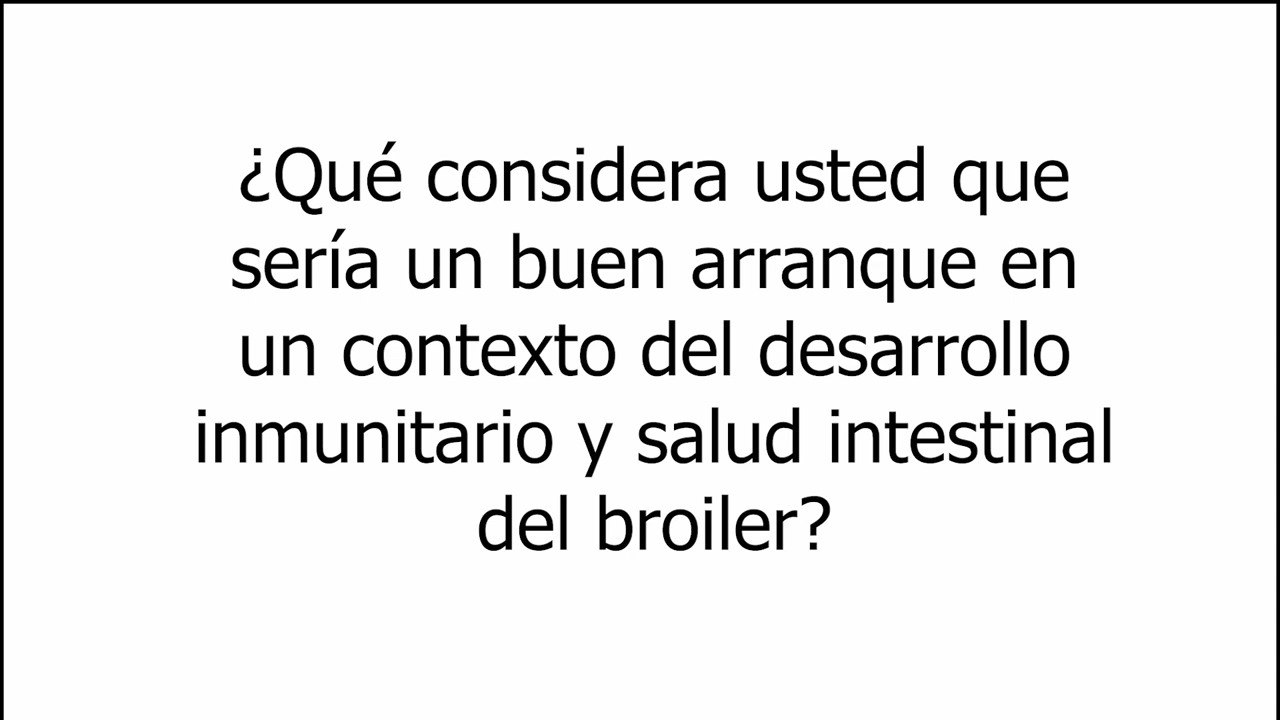 ¿Qué considera usted que
sería un buen arranque en
un contexto del desarrollo
inmunitario y salud intestinal
del broiler?